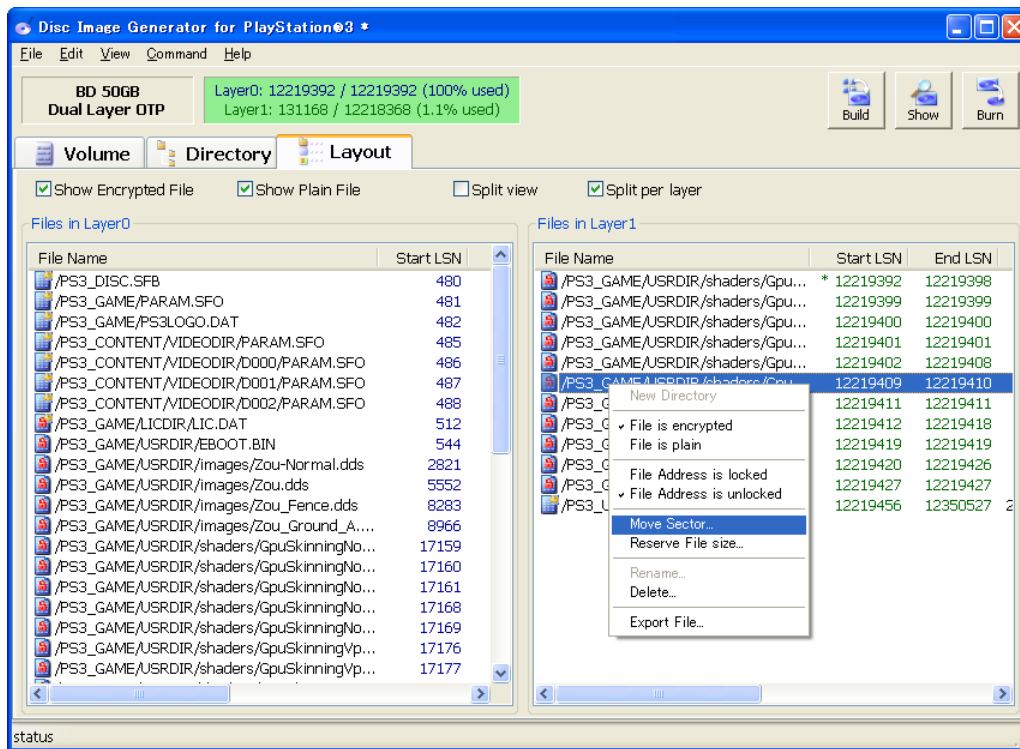 Disc Image Generator for PlayStation®3 *
File Edit View Command Help
BD 50GB
Dual Layer OTP
Layer0: 12219392 / 12219392 (100% used)
Layer1: 131168 / 12218368 (1.1% used)
Build Show Burn
Volume Directory Layout
Show Encrypted File Show Plain File Split view Split per layer
Files in Layer0
File Name Start LSN
/PS3_DISC.SFB 480
/PS3_GAME/PARAM.SFO 481
/PS3_GAME/PS3LOGO.DAT 482
/PS3_CONTENT/VIDEODIR/PARAM.SFO 485
/PS3_CONTENT/VIDEODIR/D000/PARAM.SFO 486
/PS3_CONTENT/VIDEODIR/D001/PARAM.SFO 487
/PS3_CONTENT/VIDEODIR/D002/PARAM.SFO 488
/PS3_GAME/LICDIR/LIC.DAT 512
/PS3_GAME/USRDIR/EBOOT.BIN 544
/PS3_GAME/USRDIR/images/Zou-Normal.dds 2821
/PS3_GAME/USRDIR/images/Zou.dds 5552
/PS3_GAME/USRDIR/images/Zou_Fence.dds 8283
/PS3_GAME/USRDIR/images/Zou_Ground_A.... 8966
/PS3_GAME/USRDIR/shaders/GpuSkinningNo... 17159
/PS3_GAME/USRDIR/shaders/GpuSkinningNo... 17160
/PS3_GAME/USRDIR/shaders/GpuSkinningNo... 17161
/PS3_GAME/USRDIR/shaders/GpuSkinningNo... 17168
/PS3_GAME/USRDIR/shaders/GpuSkinningNo... 17169
/PS3_GAME/USRDIR/shaders/GpuSkinningVp... 17176
/PS3_GAME/USRDIR/shaders/GpuSkinningVp... 17177
Files in Layer1
File Name Start LSN End LSN
/PS3_GAME/USRDIR/shaders/Gpu... * 12219392 12219398
/PS3_GAME/USRDIR/shaders/Gpu... 12219399 12219399
/PS3_GAME/USRDIR/shaders/Gpu... 12219400 12219400
/PS3_GAME/USRDIR/shaders/Gpu... 12219401 12219401
/PS3_GAME/USRDIR/shaders/Gpu... 12219402 12219408
/PS3_GAME/USRDIR/shaders/Gpu... 12219409 12219410
/PS3_G 12219411 12219411
/PS3_G 12219412 12219418
/PS3_G 12219419 12219419
/PS3_G 12219420 12219426
/PS3_G 12219427 12219427
/PS3_U 12219456 12350527 2
New Directory
File is encrypted
File is plain
File Address is locked
File Address is unlocked
Move Sector...
Reserve File size...
Rename...
Delete...
Export File...
status